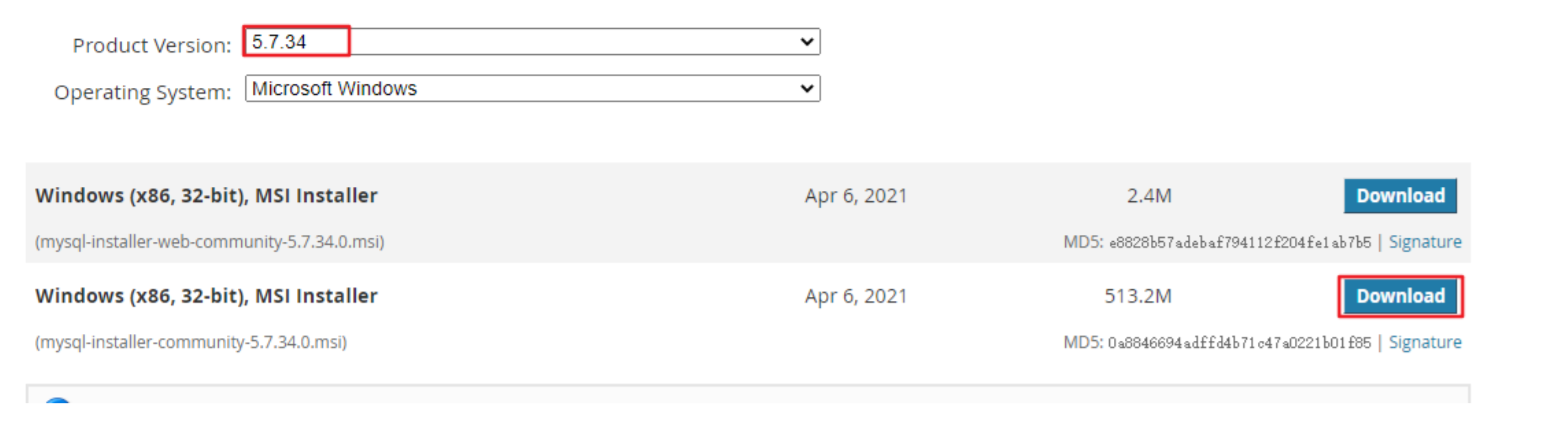 Product Version: 5.7.34
Operating System: Microsoft Windows
Windows (x86, 32-bit), MSI Installer Apr 6, 2021 2.4M Download
(mysql-installer-web-community-5.7.34.0.msi) MD5: e8828b57adebaf794112f204fe1ab7b5 | Signature
Windows (x86, 32-bit), MSI Installer Apr 6, 2021 513.2M Download
(mysql-installer-community-5.7.34.0.msi) MD5: 0a8846694adffd4b71c47a0221b01f85 | Signature